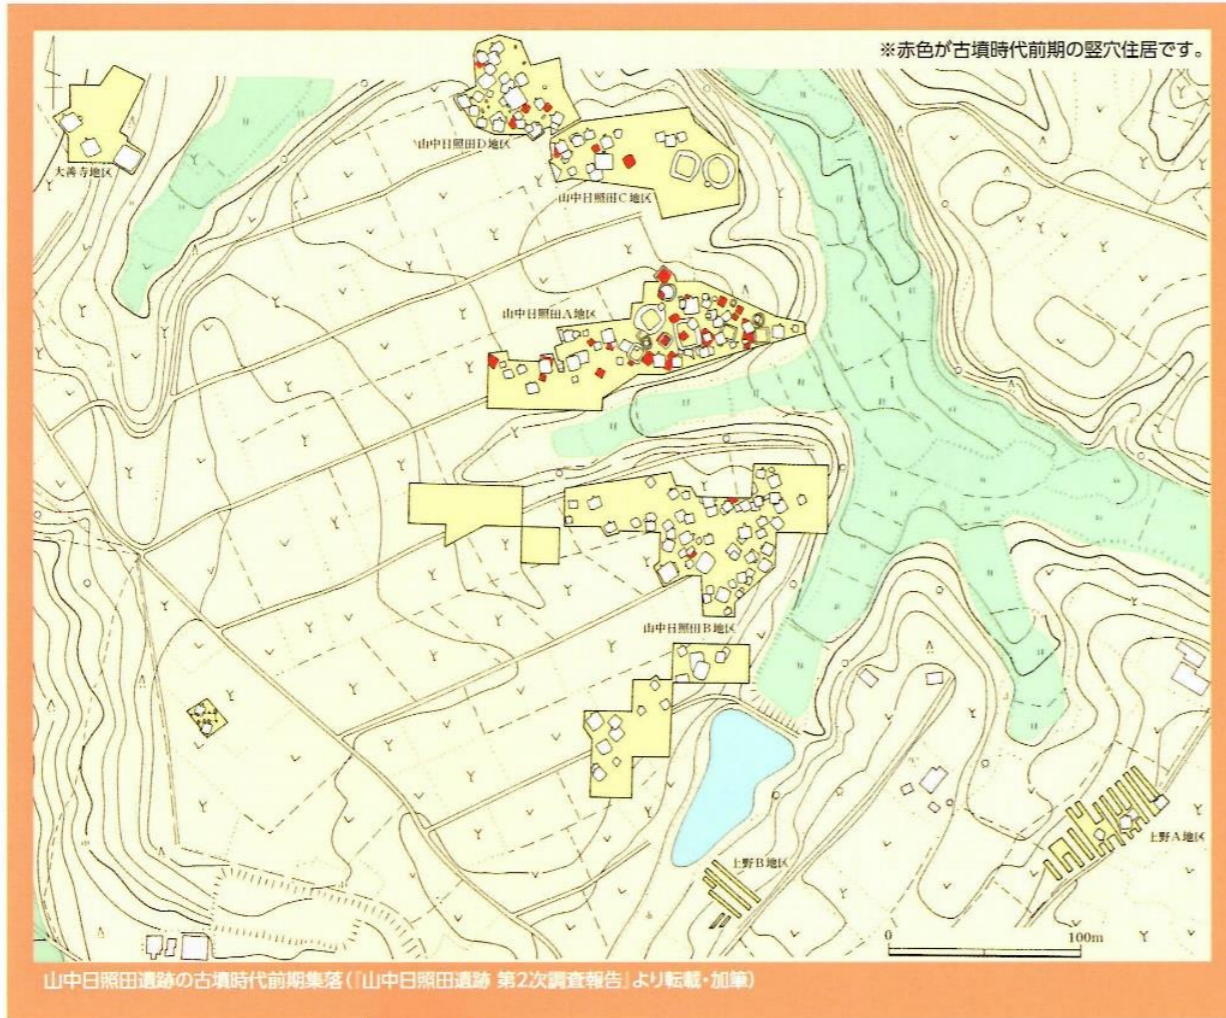 ※赤色が古墳時代前期の竪穴住居です。
大善寺地区
山中日照田D地区
山中日照田C地区
山中日照田A地区
山中日照田B地区
上野A地区
上野B地区
0 100m
山中日照田遺跡の古墳時代前期集落(『山中日照田遺跡 第2次調査報告』より転載・加筆)